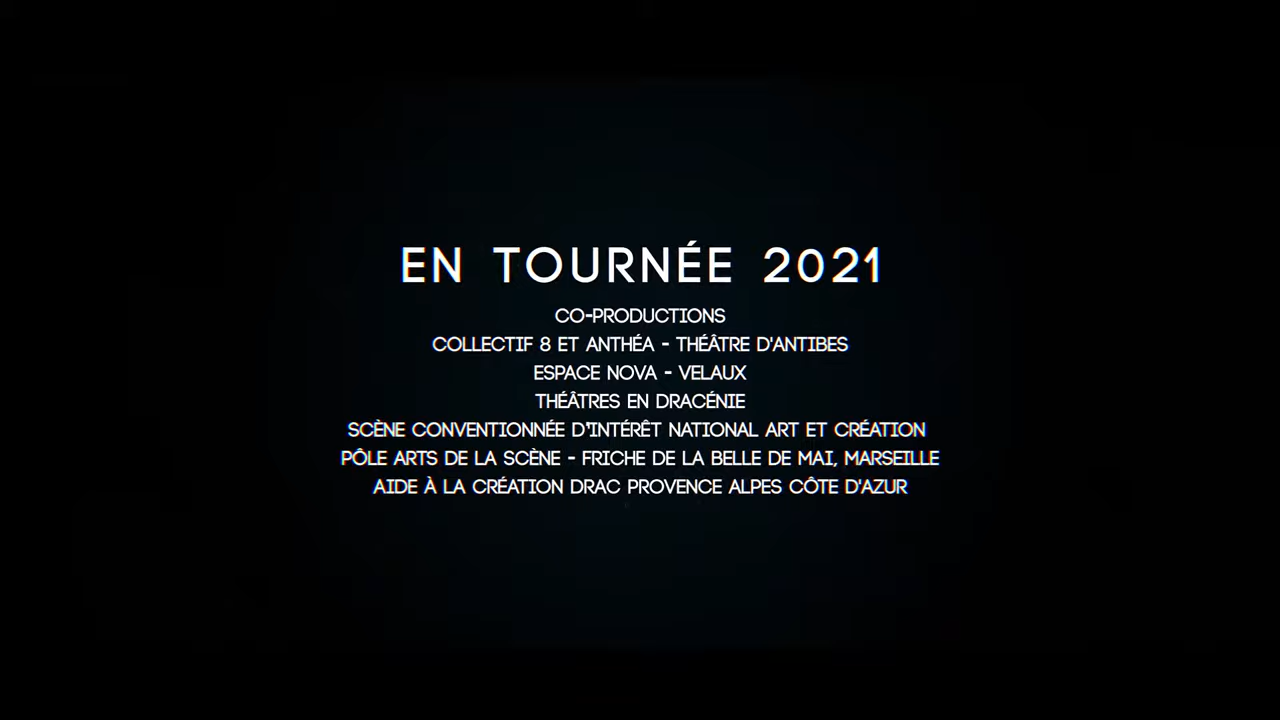 EN TOURNÉE 2021
CO-PRODUCTIONS
COLLECTIF 8 ET ANTHÉA - THÉÂTRE D'ANTIBES
ESPACE NOVA - VELAUX
THÉÂTRES EN DRACÉNIE
SCÈNE CONVENTIONNÉE D'INTÉRÊT NATIONAL ART ET CRÉATION
PÔLE ARTS DE LA SCÈNE - FRICHE DE LA BELLE DE MAI, MARSEILLE
AIDE À LA CRÉATION DRAC PROVENCE ALPES CÔTE D'AZUR